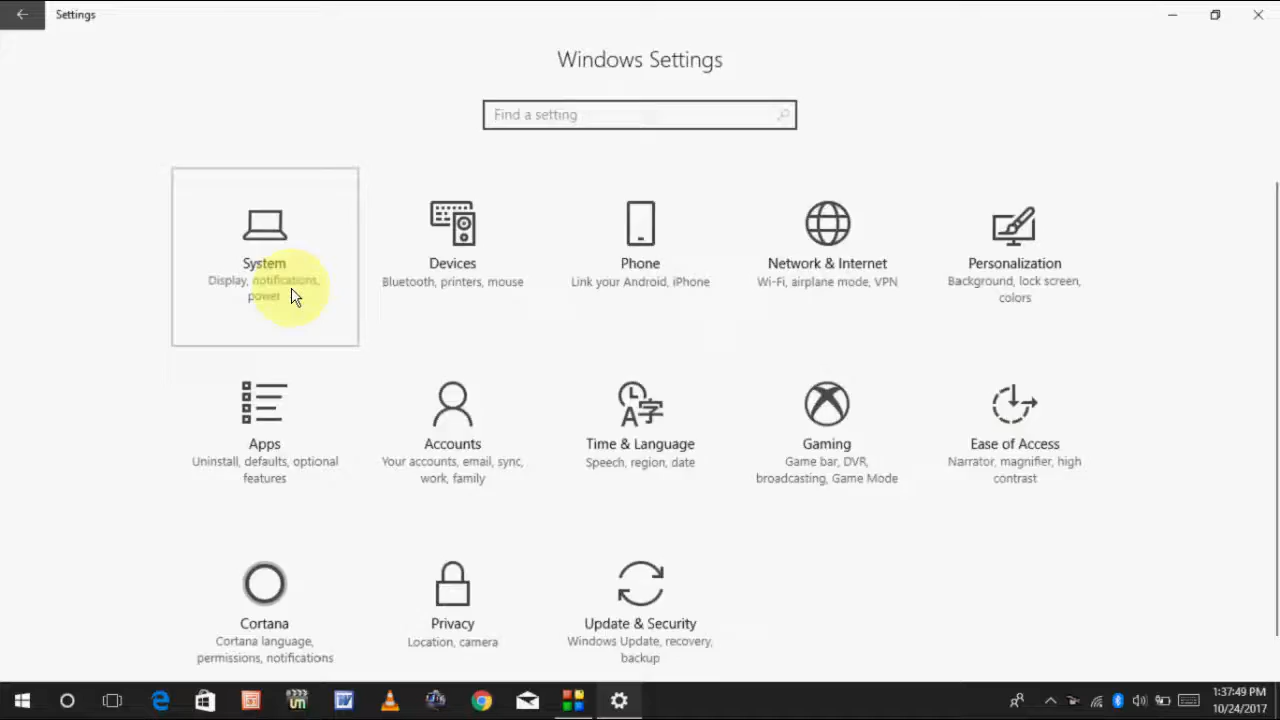 Settings
Windows Settings
Find a setting
System
Display, notifications,
power
Devices
Bluetooth, printers, mouse
Phone
Link your Android, iPhone
Network & Internet
Wi-Fi, airplane mode, VPN
Personalization
Background, lock screen,
colors
Apps
Uninstall, defaults, optional
features
Accounts
Your accounts, email, sync,
work, family
Time & Language
Speech, region, date
Gaming
Game bar, DVR,
broadcasting, Game Mode
Ease of Access
Narrator, magnifier, high
contrast
Cortana
Cortana language,
permissions, notifications
Privacy
Location, camera
Update & Security
Windows Update, recovery,
backup
1:37:49 PM
10/24/2017